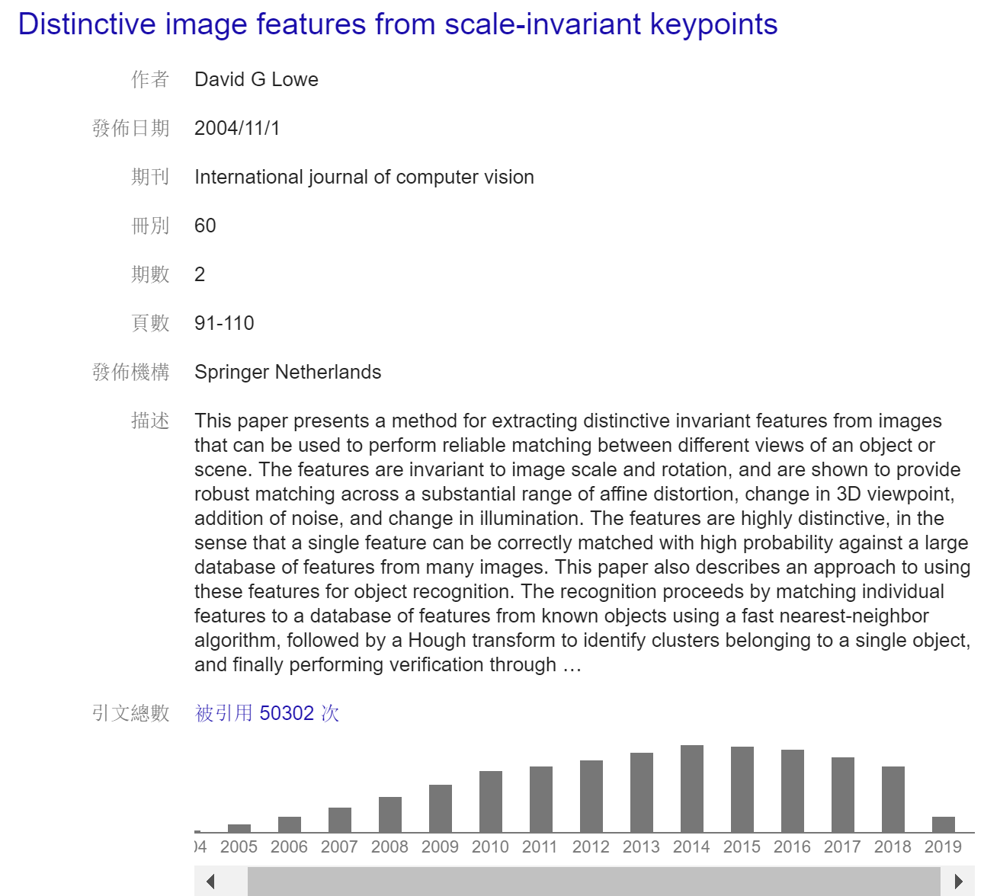 Distinctive image features from scale-invariant keypoints
作者 David G Lowe
發佈日期 2004/11/1
期刊 International journal of computer vision
冊別 60
期數 2
頁數 91-110
發佈機構 Springer Netherlands
描述 This paper presents a method for extracting distinctive invariant features from images
that can be used to perform reliable matching between different views of an object or
scene. The features are invariant to image scale and rotation, and are shown to provide
robust matching across a substantial range of affine distortion, change in 3D viewpoint,
addition of noise, and change in illumination. The features are highly distinctive, in the
sense that a single feature can be correctly matched with high probability against a large
database of features from many images. This paper also describes an approach to using
these features for object recognition. The recognition proceeds by matching individual
features to a database of features from known objects using a fast nearest-neighbor
algorithm, followed by a Hough transform to identify clusters belonging to a single object,
and finally performing verification through …
引文總數 被引用 50302 次
2005 2006 2007 2008 2009 2010 2011 2012 2013 2014 2015 2016 2017 2018 2019